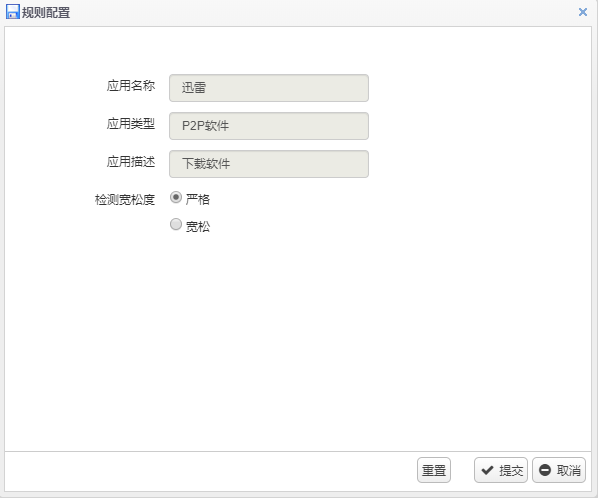 规则配置
应用名称 迅雷
应用类型 P2P软件
应用描述 下载软件
检测宽松度 严格
宽松
重置 提交 取消